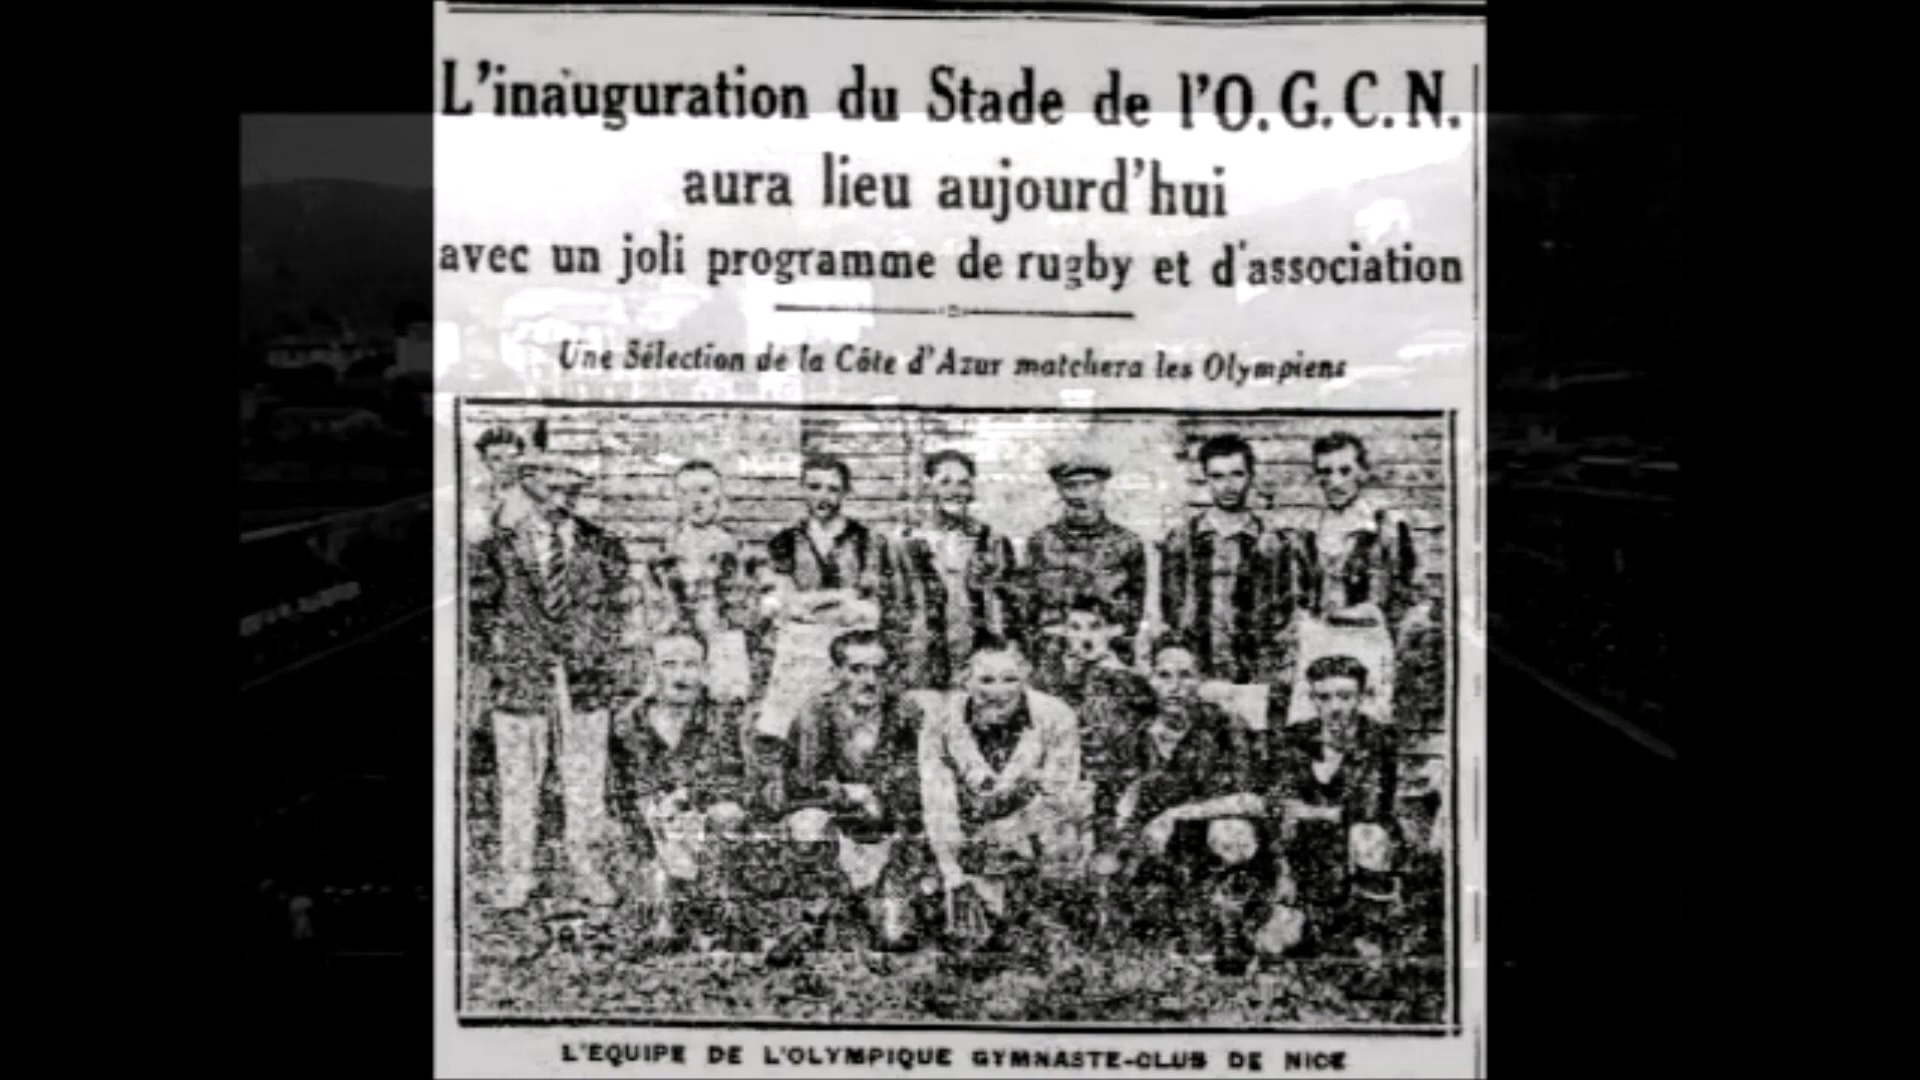 L'inauguration du Stade de l'O.G.C.N.
aura lieu aujourd'hui
avec un joli programme de rugby et d'association
Une Sélection de la Côte d'Azur matchera les Olympiens
L'EQUIPE DE L'OLYMPIQUE GYMNASTE-CLUB DE NICE